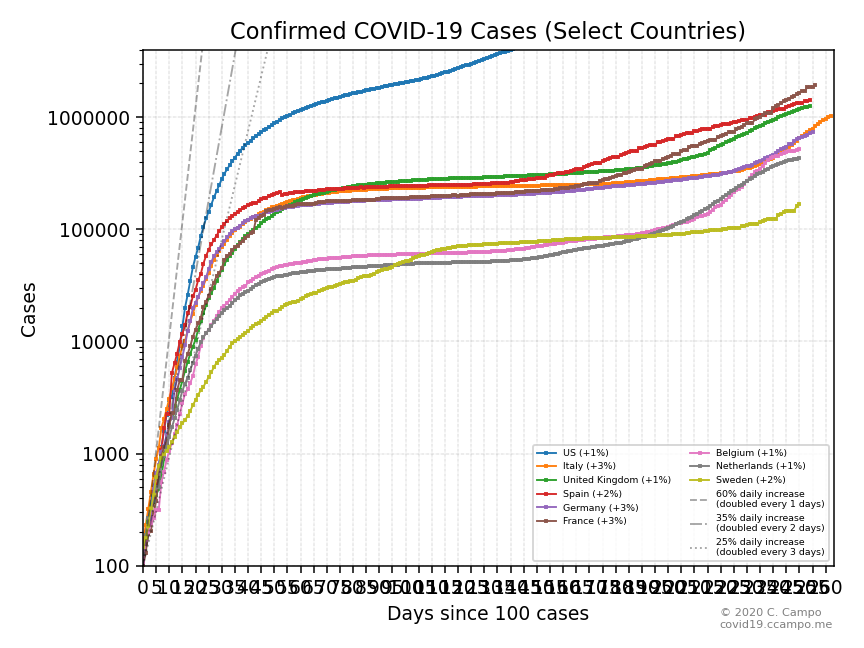 Confirmed COVID-19 Cases (Select Countries)
1000000
100000
10000
1000
100
Cases
US (+1%)
Italy (+3%)
United Kingdom (+1%)
Spain (+2%)
Germany (+3%)
France (+3%)
Belgium (+1%)
Netherlands (+1%)
Sweden (+2%)
60% daily increase
(doubled every 1 days)
35% daily increase
(doubled every 2 days)
25% daily increase
(doubled every 3 days)
Days since 100 cases
© 2020 C. Campo
covid19.ccampo.me